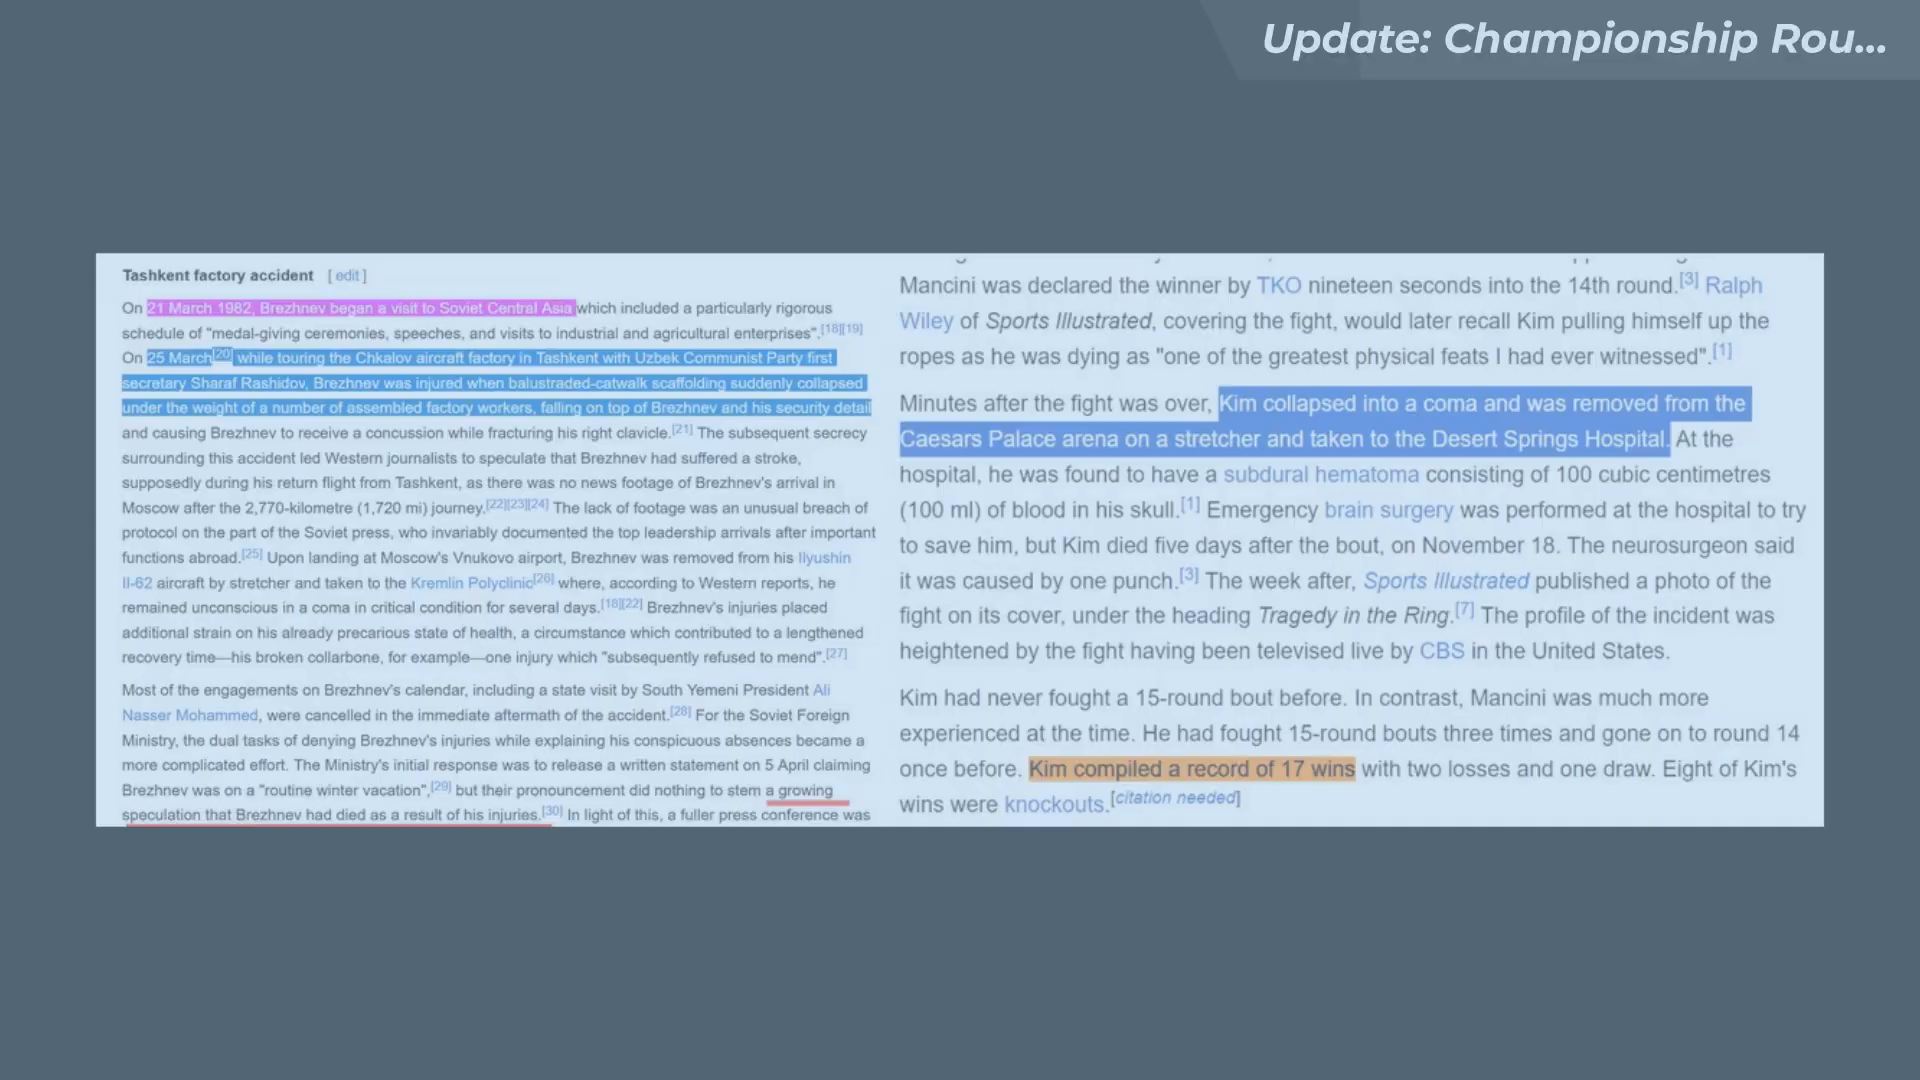 Update: Championship Rou...
Tashkent factory accident [ edit ]
On 21 March 1982, Brezhnev began a visit to Soviet Central Asia which included a particularly rigorous
schedule of "medal-giving ceremonies, speeches, and visits to industrial and agricultural enterprises".[18][19]
On 25 March[20] while touring the Chkalov aircraft factory in Tashkent with Uzbek Communist Party first
secretary Sharaf Rashidov, Brezhnev was injured when balustraded-catwalk scaffolding suddenly collapsed
under the weight of a number of assembled factory workers, falling on top of Brezhnev and his security detail
and causing Brezhnev to receive a concussion while fracturing his right clavicle.[21] The subsequent secrecy
surrounding this accident led Western journalists to speculate that Brezhnev had suffered a stroke,
supposedly during his return flight from Tashkent, as there was no news footage of Brezhnev's arrival in
Moscow after the 2,770-kilometre (1,720 mi) journey.[22][23][24] The lack of footage was an unusual breach of
protocol on the part of the Soviet press, who invariably documented the top leadership arrivals after important
functions abroad.[25] Upon landing at Moscow's Vnukovo airport, Brezhnev was removed from his Ilyushin
Il-62 aircraft by stretcher and taken to the Kremlin Polyclinic[26] where, according to Western reports, he
remained unconscious in a coma in critical condition for several days.[18][22] Brezhnev's injuries placed
additional strain on his already precarious state of health, a circumstance which contributed to a lengthened
recovery time—his broken collarbone, for example—one injury which "subsequently refused to mend".[27]
Most of the engagements on Brezhnev's calendar, including a state visit by South Yemeni President Ali
Nasser Mohammed, were cancelled in the immediate aftermath of the accident.[28] For the Soviet Foreign
Ministry, the dual tasks of denying Brezhnev's injuries while explaining his conspicuous absences became a
more complicated effort. The Ministry's initial response was to release a written statement on 5 April claiming
Brezhnev was on a "routine winter vacation",[29] but their pronouncement did nothing to stem a growing
speculation that Brezhnev had died as a result of his injuries.[30] In light of this, a fuller press conference was
Mancini was declared the winner by TKO nineteen seconds into the 14th round.[3] Ralph
Wiley of Sports Illustrated, covering the fight, would later recall Kim pulling himself up the
ropes as he was dying as "one of the greatest physical feats I had ever witnessed".[1]
Minutes after the fight was over, Kim collapsed into a coma and was removed from the
Caesars Palace arena on a stretcher and taken to the Desert Springs Hospital. At the
hospital, he was found to have a subdural hematoma consisting of 100 cubic centimetres
(100 ml) of blood in his skull.[1] Emergency brain surgery was performed at the hospital to try
to save him, but Kim died five days after the bout, on November 18. The neurosurgeon said
it was caused by one punch.[3] The week after, Sports Illustrated published a photo of the
fight on its cover, under the heading Tragedy in the Ring.[7] The profile of the incident was
heightened by the fight having been televised live by CBS in the United States.
Kim had never fought a 15-round bout before. In contrast, Mancini was much more
experienced at the time. He had fought 15-round bouts three times and gone on to round 14
once before. Kim compiled a record of 17 wins with two losses and one draw. Eight of Kim's
wins were knockouts.[citation needed]